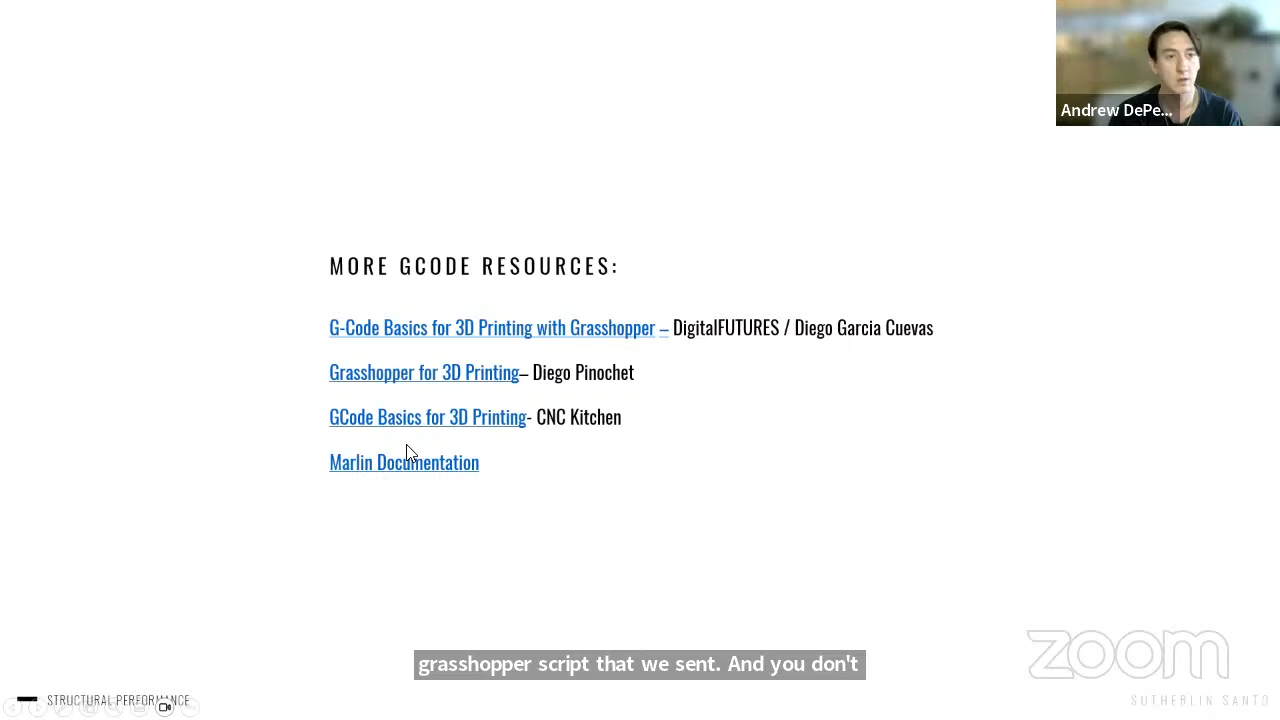 Andrew DePe...
MORE GCODE RESOURCES:
G-Code Basics for 3D Printing with Grasshopper – DigitalFUTURES / Diego Garcia Cuevas
Grasshopper for 3D Printing– Diego Pinochet
GCode Basics for 3D Printing- CNC Kitchen
Marlin Documentation
grasshopper script that we sent. And you don't
zoom
STRUCTURAL PERFORMANCE
SUTHERLIN SANTO